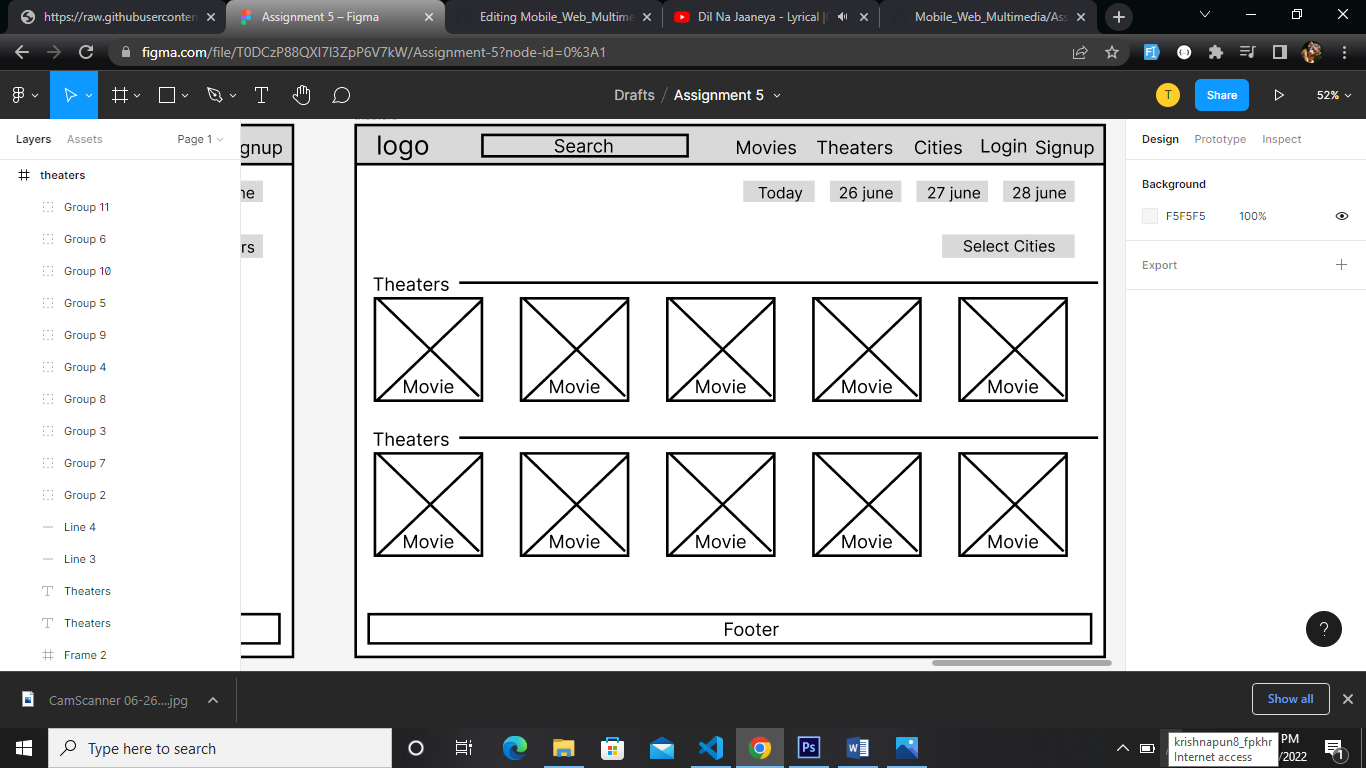 https://raw.githubusercontent
Assignment 5 – Figma
Editing Mobile_Web_Multime
Dil Na Jaaneya - Lyrical |
Mobile_Web_Multimedia/Ass
figma.com/file/T0DCzP88QXI7l3ZpP6V7kW/Assignment-5?node-id=0%3A1
Drafts / Assignment 5
T
Share
52%
Layers
Assets
Page 1
theaters
Group 11
Group 6
Group 10
Group 5
Group 9
Group 4
Group 8
Group 3
Group 7
Group 2
Line 4
Line 3
Theaters
Theaters
Frame 2
gnup
ne
rs
logo
Search
Movies
Theaters
Cities
Login
Signup
Today
26 june
27 june
28 june
Select Cities
Theaters
Movie
Movie
Movie
Movie
Movie
Theaters
Movie
Movie
Movie
Movie
Movie
Footer
Design
Prototype
Inspect
Background
F5F5F5
100%
Export
?
CamScanner 06-26....jpg
Show all
Type here to search
Ps
krishnapun8_fpkhr
Internet access
PM
/2022
1